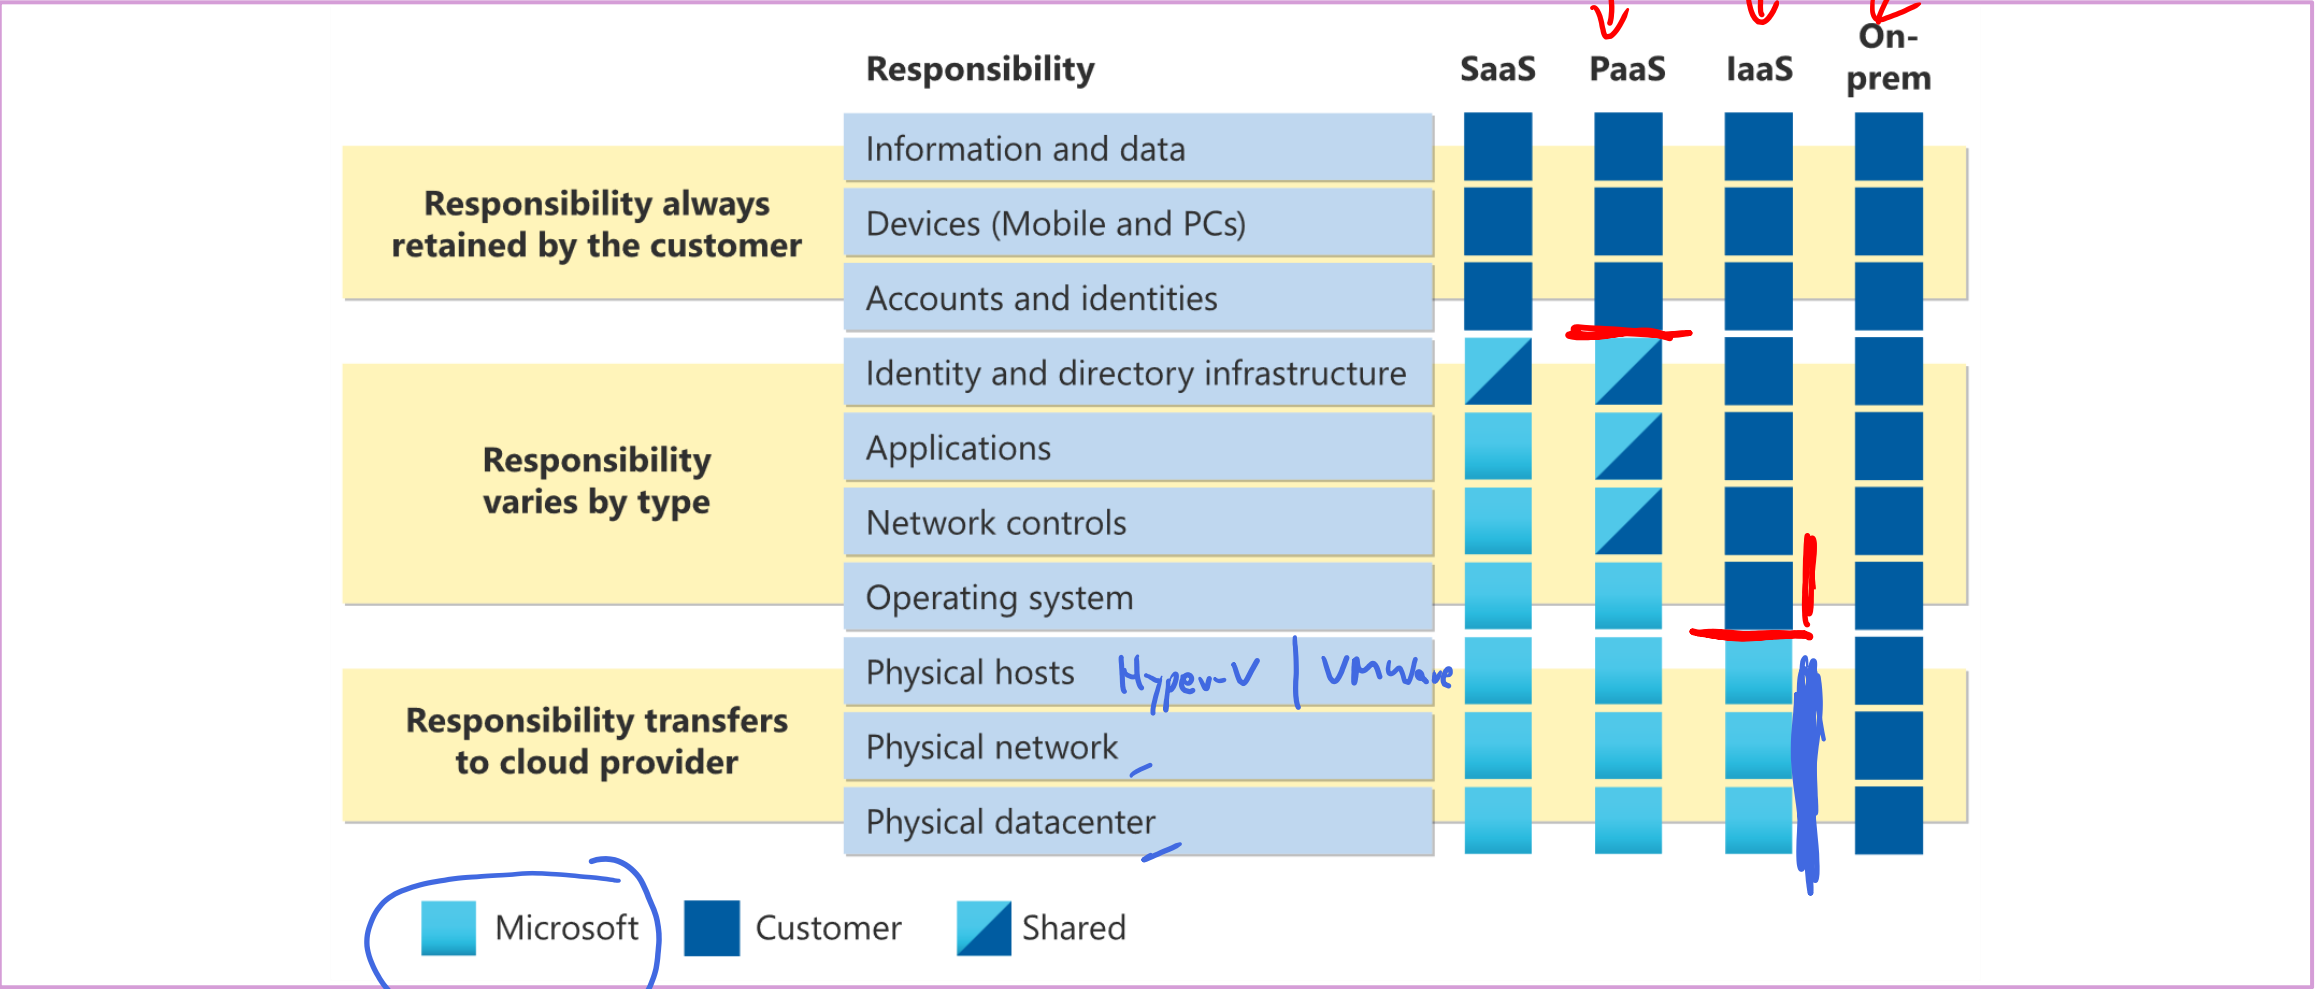 Responsibility SaaS PaaS IaaS On-
prem
Responsibility always
retained by the customer
Information and data
Devices (Mobile and PCs)
Accounts and identities
Responsibility
varies by type
Identity and directory infrastructure
Applications
Network controls
Operating system
Responsibility transfers
to cloud provider
Physical hosts Hyper-V | VMWare
Physical network
Physical datacenter
Microsoft Customer Shared